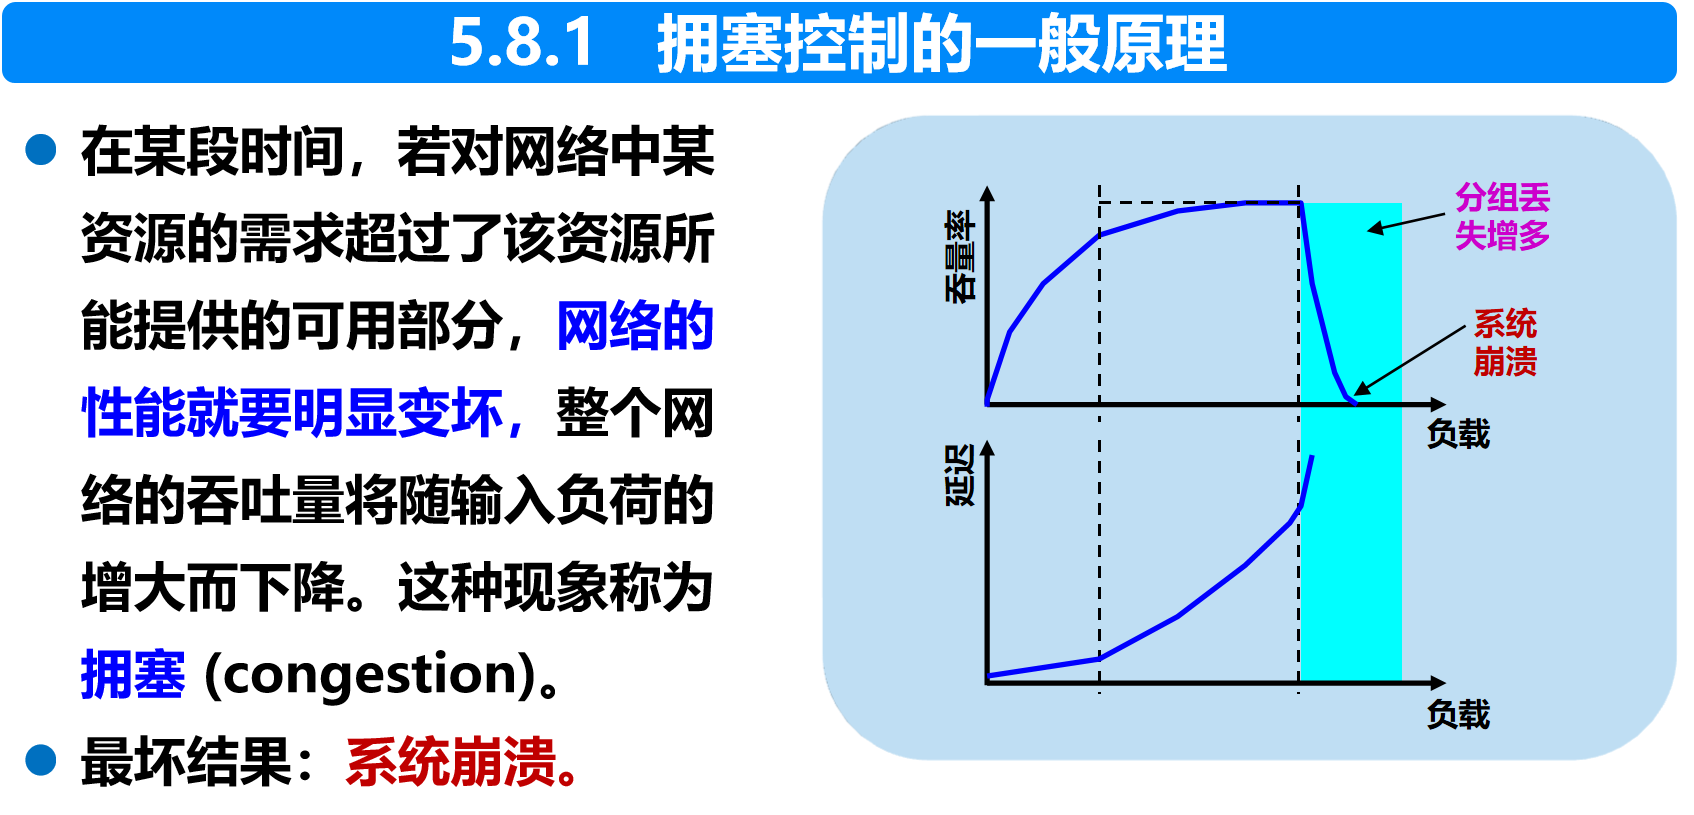 5.8.1 拥塞控制的一般原理
在某段时间，若对网络中某
资源的需求超过了该资源所
能提供的可用部分，网络的
性能就要明显变坏，整个网
络的吞吐量将随输入负荷的
增大而下降。这种现象称为
拥塞 (congestion)。
最坏结果：系统崩溃。
吞量率
分组丢
失增多
系统
崩溃
负载
延迟
负载